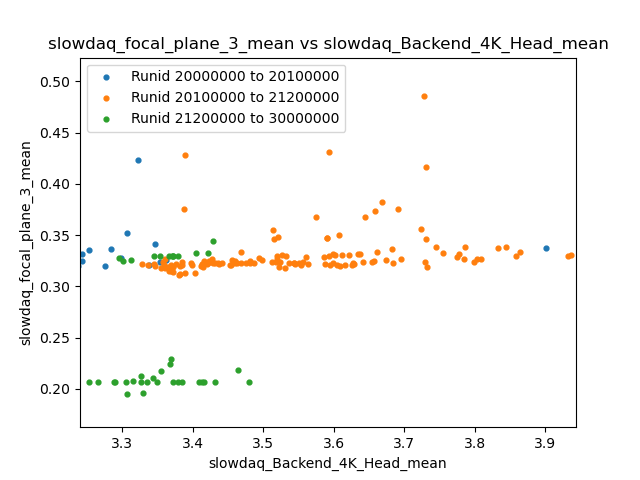 slowdaq_focal_plane_3_mean vs slowdaq_Backend_4K_Head_mean
Runid 20000000 to 20100000
Runid 20100000 to 21200000
Runid 21200000 to 30000000
slowdaq_focal_plane_3_mean
0.50
0.45
0.40
0.35
0.30
0.25
0.20
3.3 3.4 3.5 3.6 3.7 3.8 3.9
slowdaq_Backend_4K_Head_mean